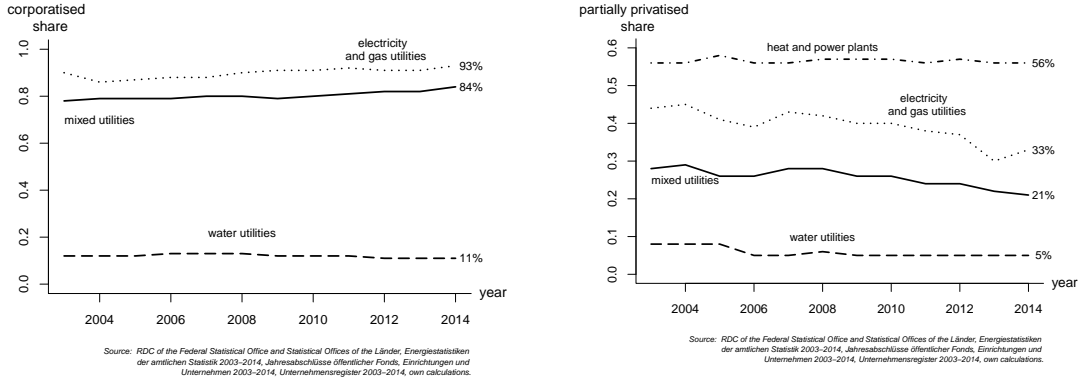 corporatised
share
1.0
0.8
0.6
0.4
0.2
0.0
electricity
and gas utilities
93%
84%
mixed utilities
water utilities
11%
year
2004 2006 2008 2010 2012 2014
Source: RDC of the Federal Statistical Office and Statistical Offices of the Länder, Energiestatistiken
der amtlichen Statistik 2003–2014, Jahresabschlüsse öffentlicher Fonds, Einrichtungen und
Unternehmen 2003–2014, Unternehmensregister 2003–2014, own calculations.
partially privatised
share
0.6
0.5
0.4
0.3
0.2
0.1
0.0
heat and power plants
56%
electricity
and gas utilities
33%
mixed utilities
21%
water utilities
5%
year
2004 2006 2008 2010 2012 2014
Source: RDC of the Federal Statistical Office and Statistical Offices of the Länder, Energiestatistiken
der amtlichen Statistik 2003–2014, Jahresabschlüsse öffentlicher Fonds, Einrichtungen und
Unternehmen 2003–2014, Unternehmensregister 2003–2014, own calculations.